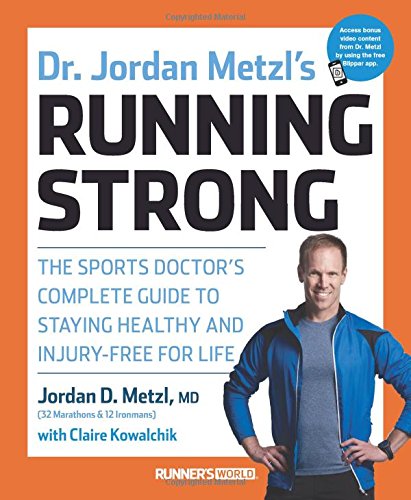 Copyrighted Material
Access bonus
video content
from Dr. Metzl
by using the free
Blippar app.
Dr. Jordan Metzl's
RUNNING
STRONG
THE SPORTS DOCTOR'S
COMPLETE GUIDE TO
STAYING HEALTHY AND
INJURY-FREE FOR LIFE
Jordan D. Metzl, MD
(32 Marathons & 12 Ironmans)
with Claire Kowalchik
RUNNER'S WORLD
Copyrighted Material